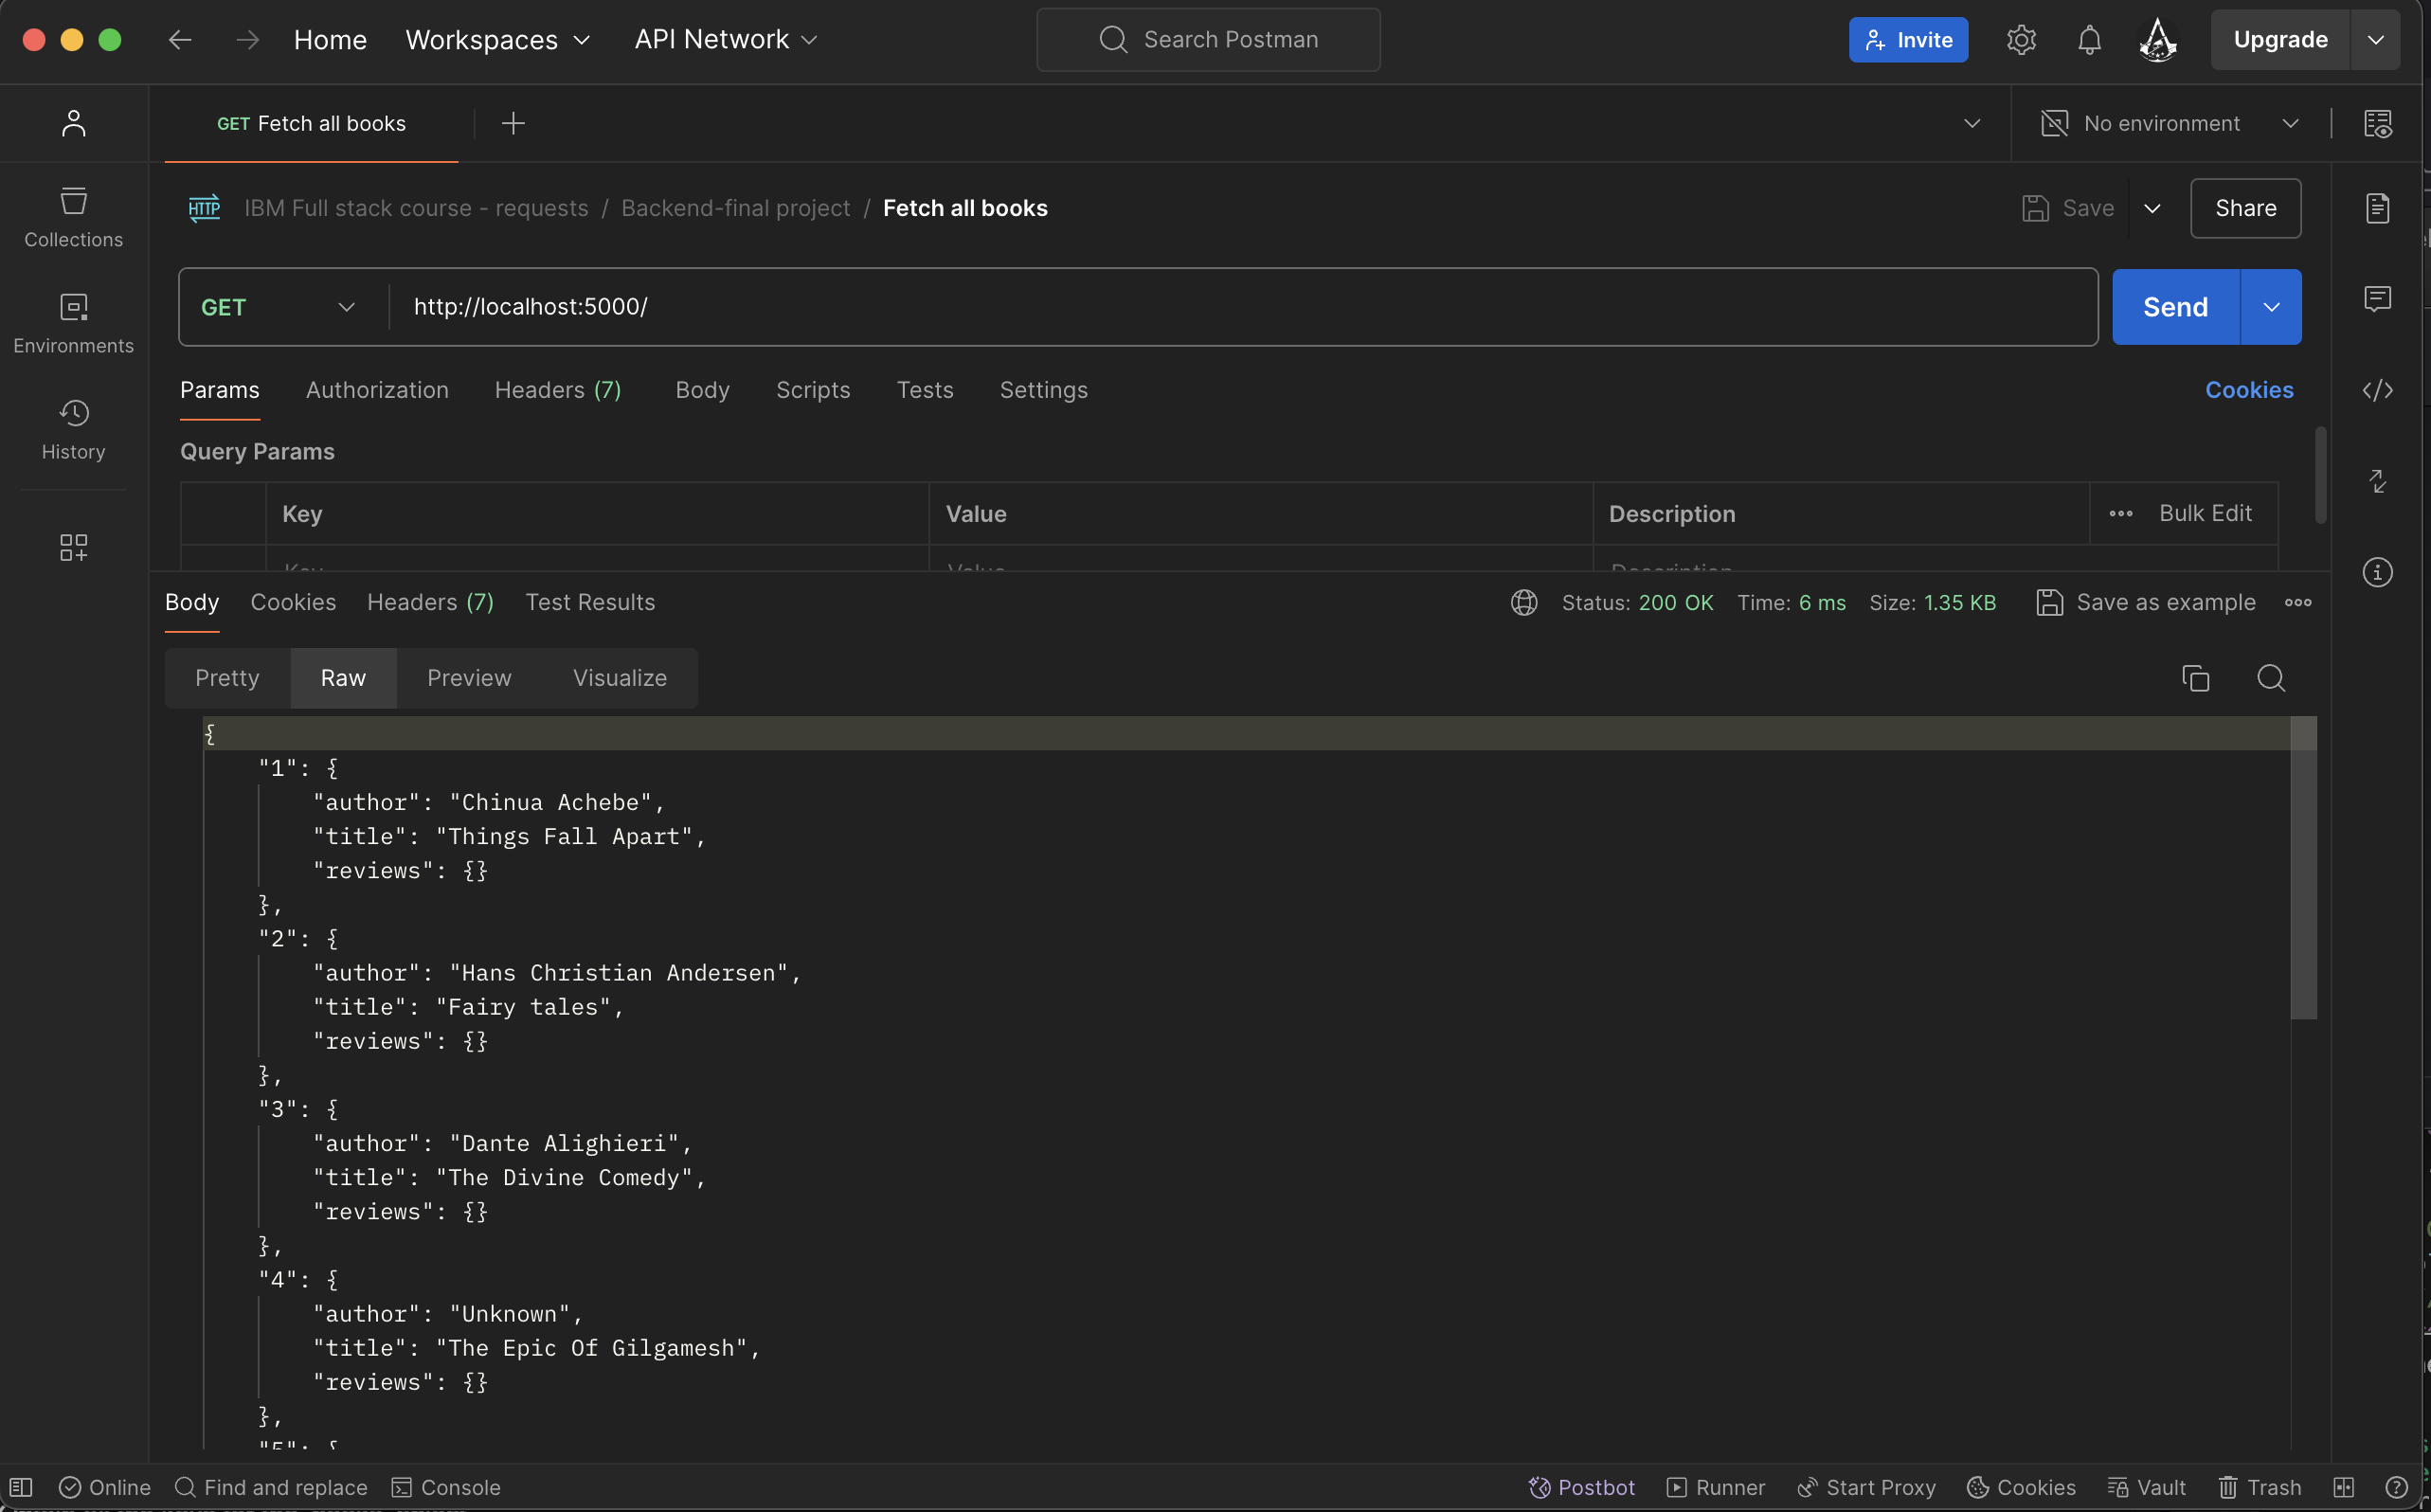 Home Workspaces API Network Search Postman Invite Upgrade
GET Fetch all books No environment
Collections
Environments
History
HTTP IBM Full stack course - requests / Backend-final project / Fetch all books Save Share
GET http://localhost:5000/ Send
Params Authorization Headers (7) Body Scripts Tests Settings Cookies
Query Params
Key Value Description Bulk Edit
Key Value Description
Body Cookies Headers (7) Test Results Status: 200 OK Time: 6 ms Size: 1.35 KB Save as example
Pretty Raw Preview Visualize
{
"1": {
"author": "Chinua Achebe",
"title": "Things Fall Apart",
"reviews": {}
},
"2": {
"author": "Hans Christian Andersen",
"title": "Fairy tales",
"reviews": {}
},
"3": {
"author": "Dante Alighieri",
"title": "The Divine Comedy",
"reviews": {}
},
"4": {
"author": "Unknown",
"title": "The Epic Of Gilgamesh",
"reviews": {}
},
"5": {
Online Find and replace Console Postbot Runner Start Proxy Cookies Vault Trash